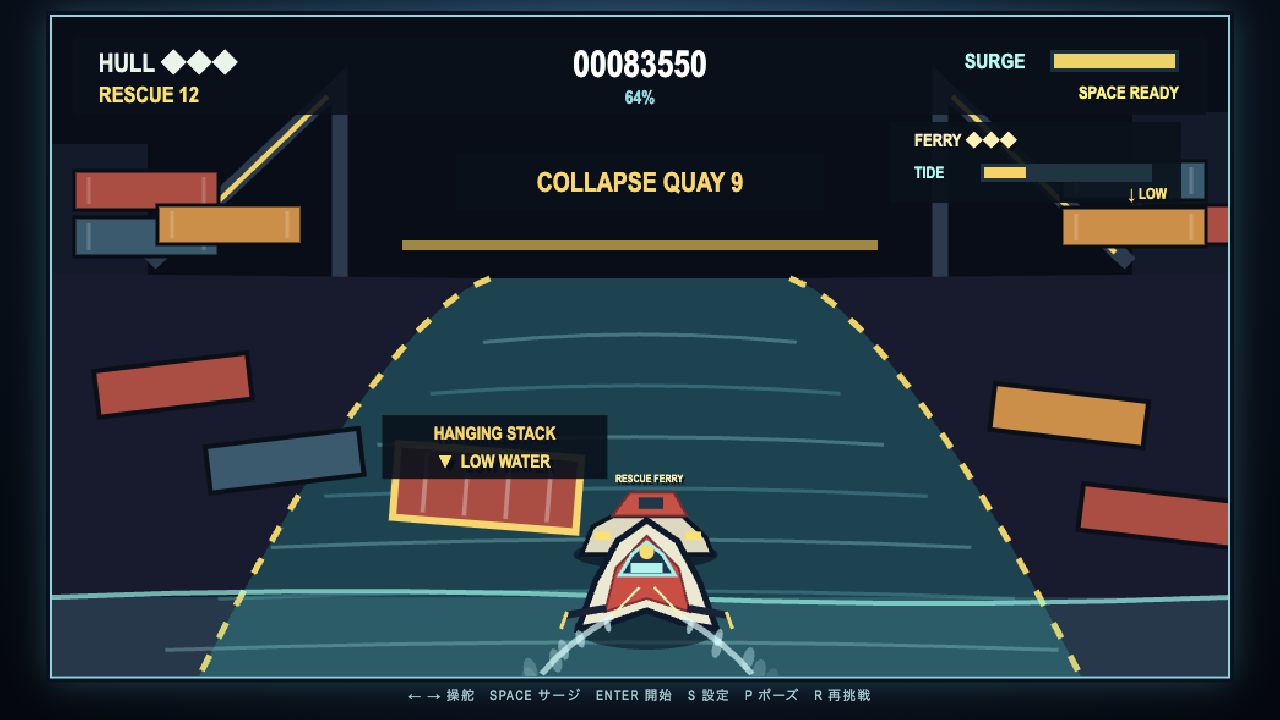 HULL
RESCUE 12
00083550
64%
SURGE
SPACE READY
FERRY
TIDE
↓ LOW
COLLAPSE QUAY 9
HANGING STACK
▼ LOW WATER
RESCUE FERRY
← → 操舵 SPACE サージ ENTER 開始 S 設定 P ポーズ R 再挑戦